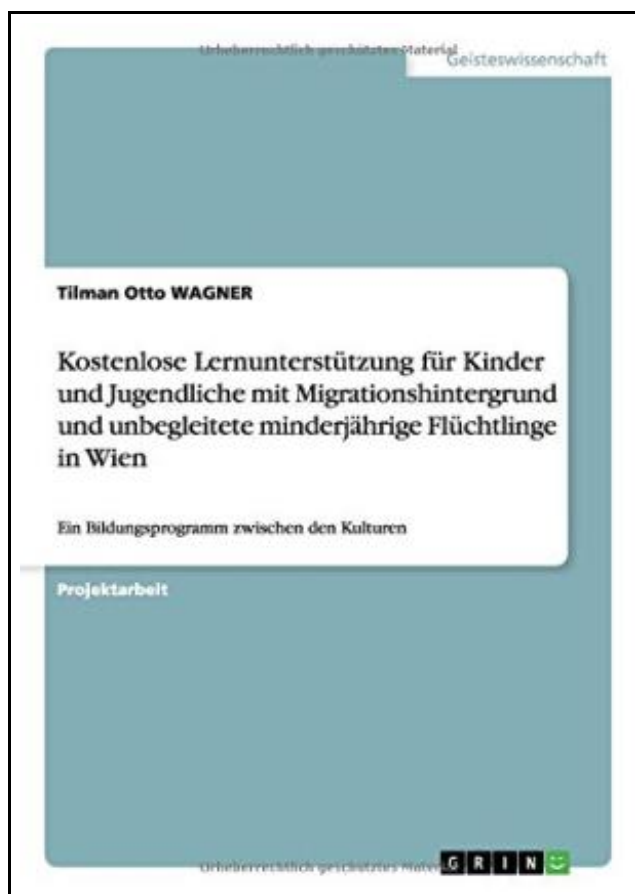 Urheberrechtlich geschütztes Material
Geisteswissenschaft
Tilman Otto WAGNER
Kostenlose Lernunterstützung für Kinder
und Jugendliche mit Migrationshintergrund
und unbegleitete minderjährige Flüchtlinge
in Wien
Ein Bildungsprogramm zwischen den Kulturen
Projektarbeit
Urheberrechtlich geschütztes
GRIN